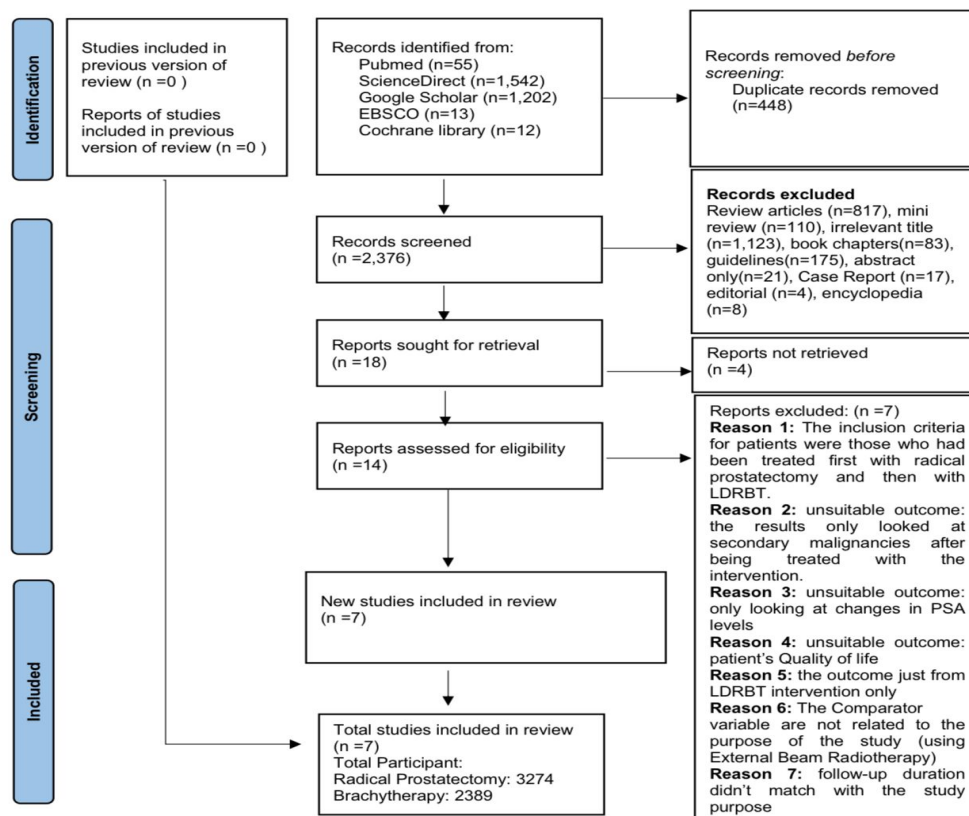 Identification
Studies included in
previous version of
review (n =0 )
Reports of studies
included in previous
version of review (n =0 )
Records identified from:
Pubmed (n=55)
ScienceDirect (n=1,542)
Google Scholar (n=1,202)
EBSCO (n=13)
Cochrane library (n=12)
Records removed before
screening:
Duplicate records removed
(n=448)
Screening
Records screened
(n =2,376)
Records excluded
Review articles (n=817), mini
review (n=110), irrelevant title
(n=1,123), book chapters(n=83),
guidelines(n=175), abstract
only(n=21), Case Report (n=17),
editorial (n=4), encyclopedia
(n=8)
Reports sought for retrieval
(n =18)
Reports not retrieved
(n =4)
Reports assessed for eligibility
(n =14)
Reports excluded: (n =7)
Reason 1: The inclusion criteria
for patients were those who had
been treated first with radical
prostatectomy and then with
LDRBT.
Reason 2: unsuitable outcome:
the results only looked at
secondary malignancies after
being treated with the
intervention.
Reason 3: unsuitable outcome:
only looking at changes in PSA
levels
Reason 4: unsuitable outcome:
patient's Quality of life
Reason 5: the outcome just from
LDRBT intervention only
Reason 6: The Comparator
variable are not related to the
purpose of the study (using
External Beam Radiotherapy)
Reason 7: follow-up duration
didn't match with the study
purpose
Included
New studies included in review
(n =7)
Total studies included in review
(n =7)
Total Participant:
Radical Prostatectomy: 3274
Brachytherapy: 2389